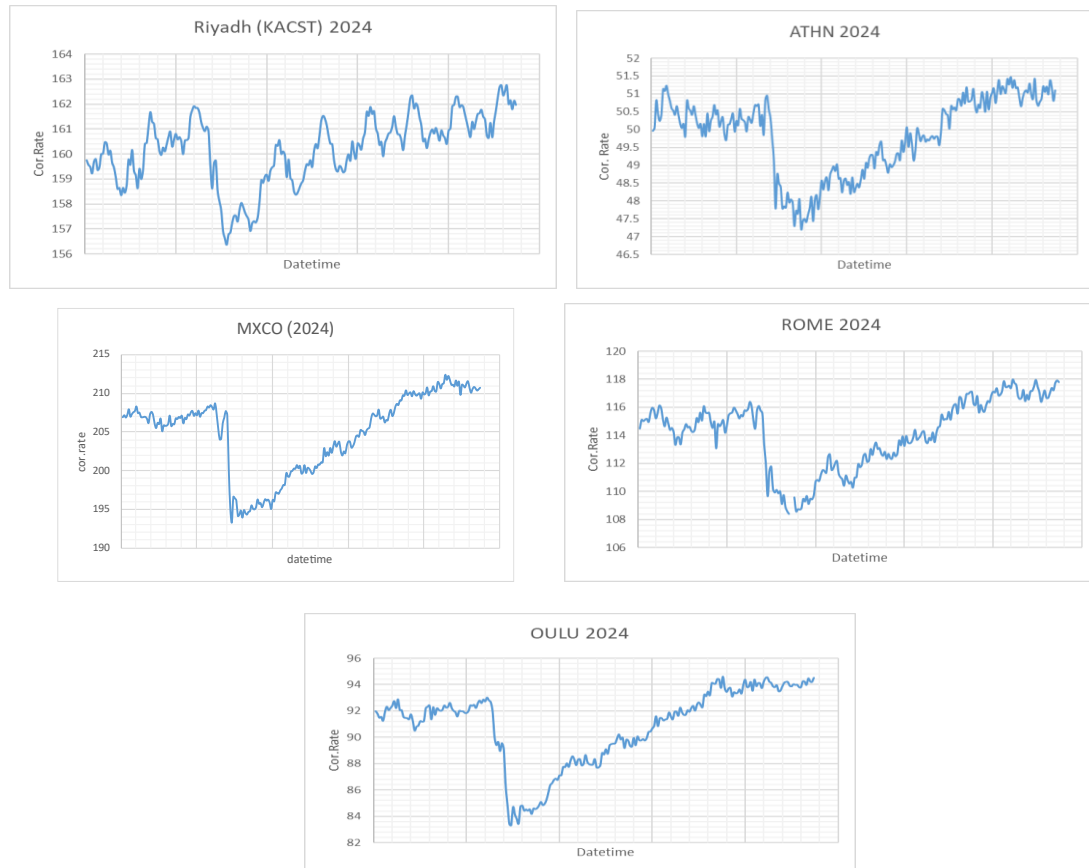 Riyadh (KACST) 2024
164
163
162
161
160
159
158
157
156
Cor.Rate
Datetime
ATHN 2024
52
51.5
51
50.5
50
49.5
49
48.5
48
47.5
47
46.5
Cor. Rate
Datetime
MXCO (2024)
215
210
205
200
195
190
cor.rate
datetime
ROME 2024
120
118
116
114
112
110
108
106
Cor.Rate
Datetime
OULU 2024
96
94
92
90
88
86
84
82
Cor.Rate
Datetime